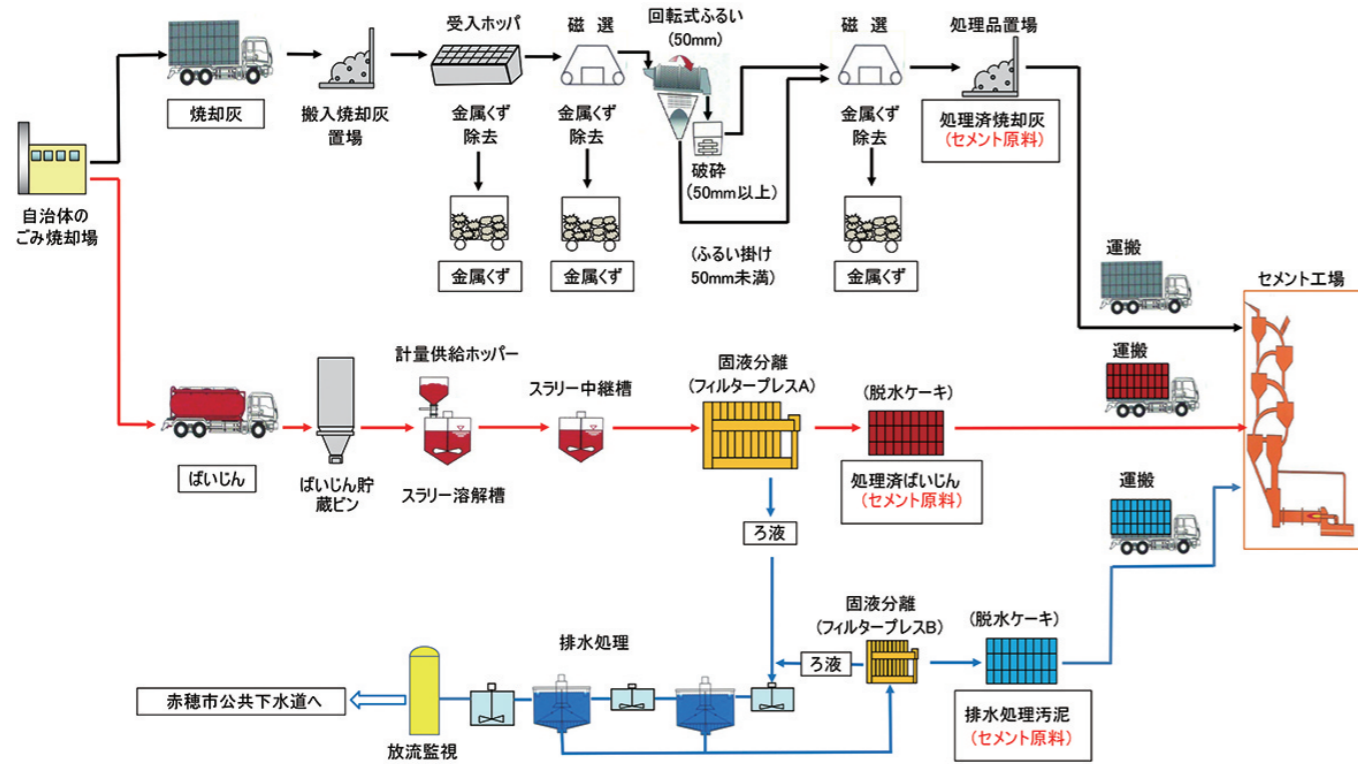 受入ホッパ
磁 選
回転式ふるい
(50mm)
磁 選
処理品置場
焼却灰
搬入焼却灰
置場
金属くず
除去
金属くず
除去
破砕
(50mm以上)
金属くず
除去
処理済焼却灰
(セメント原料)
自治体の
ごみ焼却場
金属くず
金属くず
(ふるい掛け
50mm未満)
金属くず
運搬
セメント工場
計量供給ホッパー
スラリー中継槽
固液分離
(フィルタープレスA)
(脱水ケーキ)
運搬
ばいじん
ばいじん貯
蔵ビン
スラリー溶解槽
処理済ばいじん
(セメント原料)
運搬
ろ液
固液分離
(フィルタープレスB)
(脱水ケーキ)
排水処理
ろ液
赤穂市公共下水道へ
放流監視
排水処理汚泥
(セメント原料)